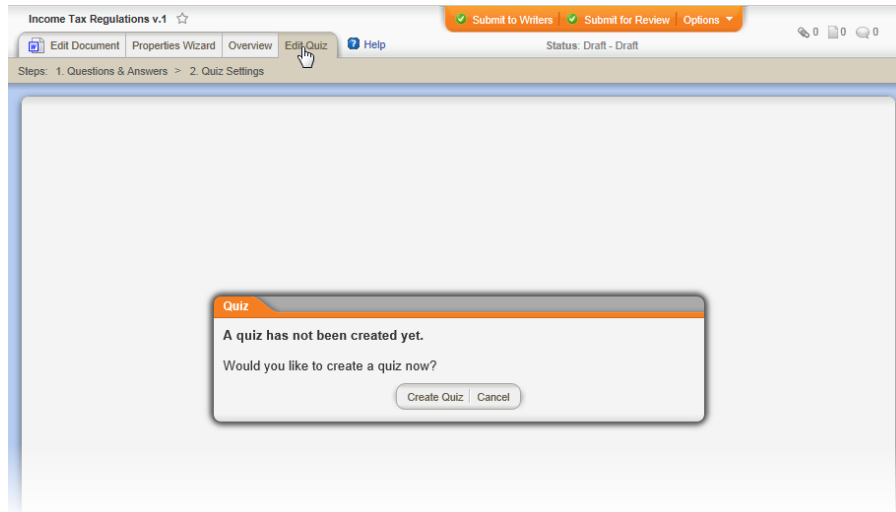 Income Tax Regulations v.1
Submit to Writers Submit for Review Options
Edit Document Properties Wizard Overview Edit Quiz Help
Status: Draft - Draft
0 0 0
Steps: 1. Questions & Answers > 2. Quiz Settings
Quiz
A quiz has not been created yet.
Would you like to create a quiz now?
Create Quiz Cancel